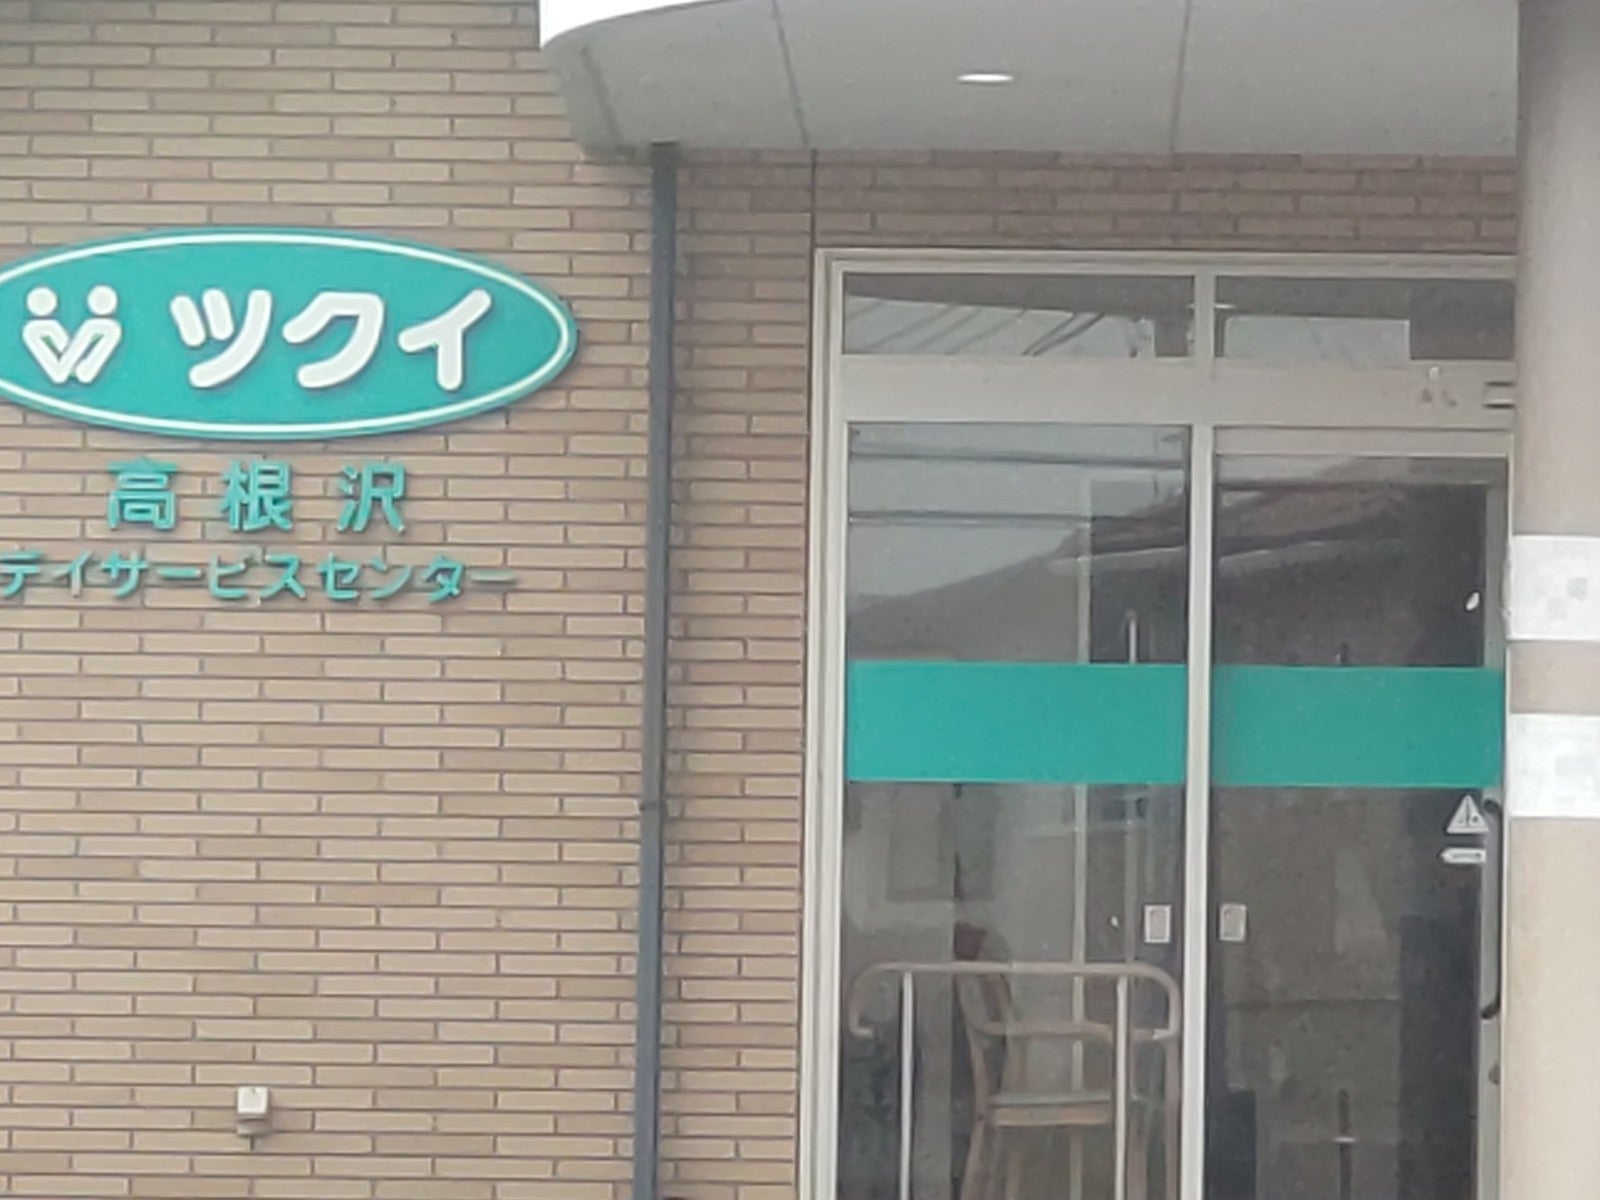 ツクイ
高根沢
デイサービスセンター